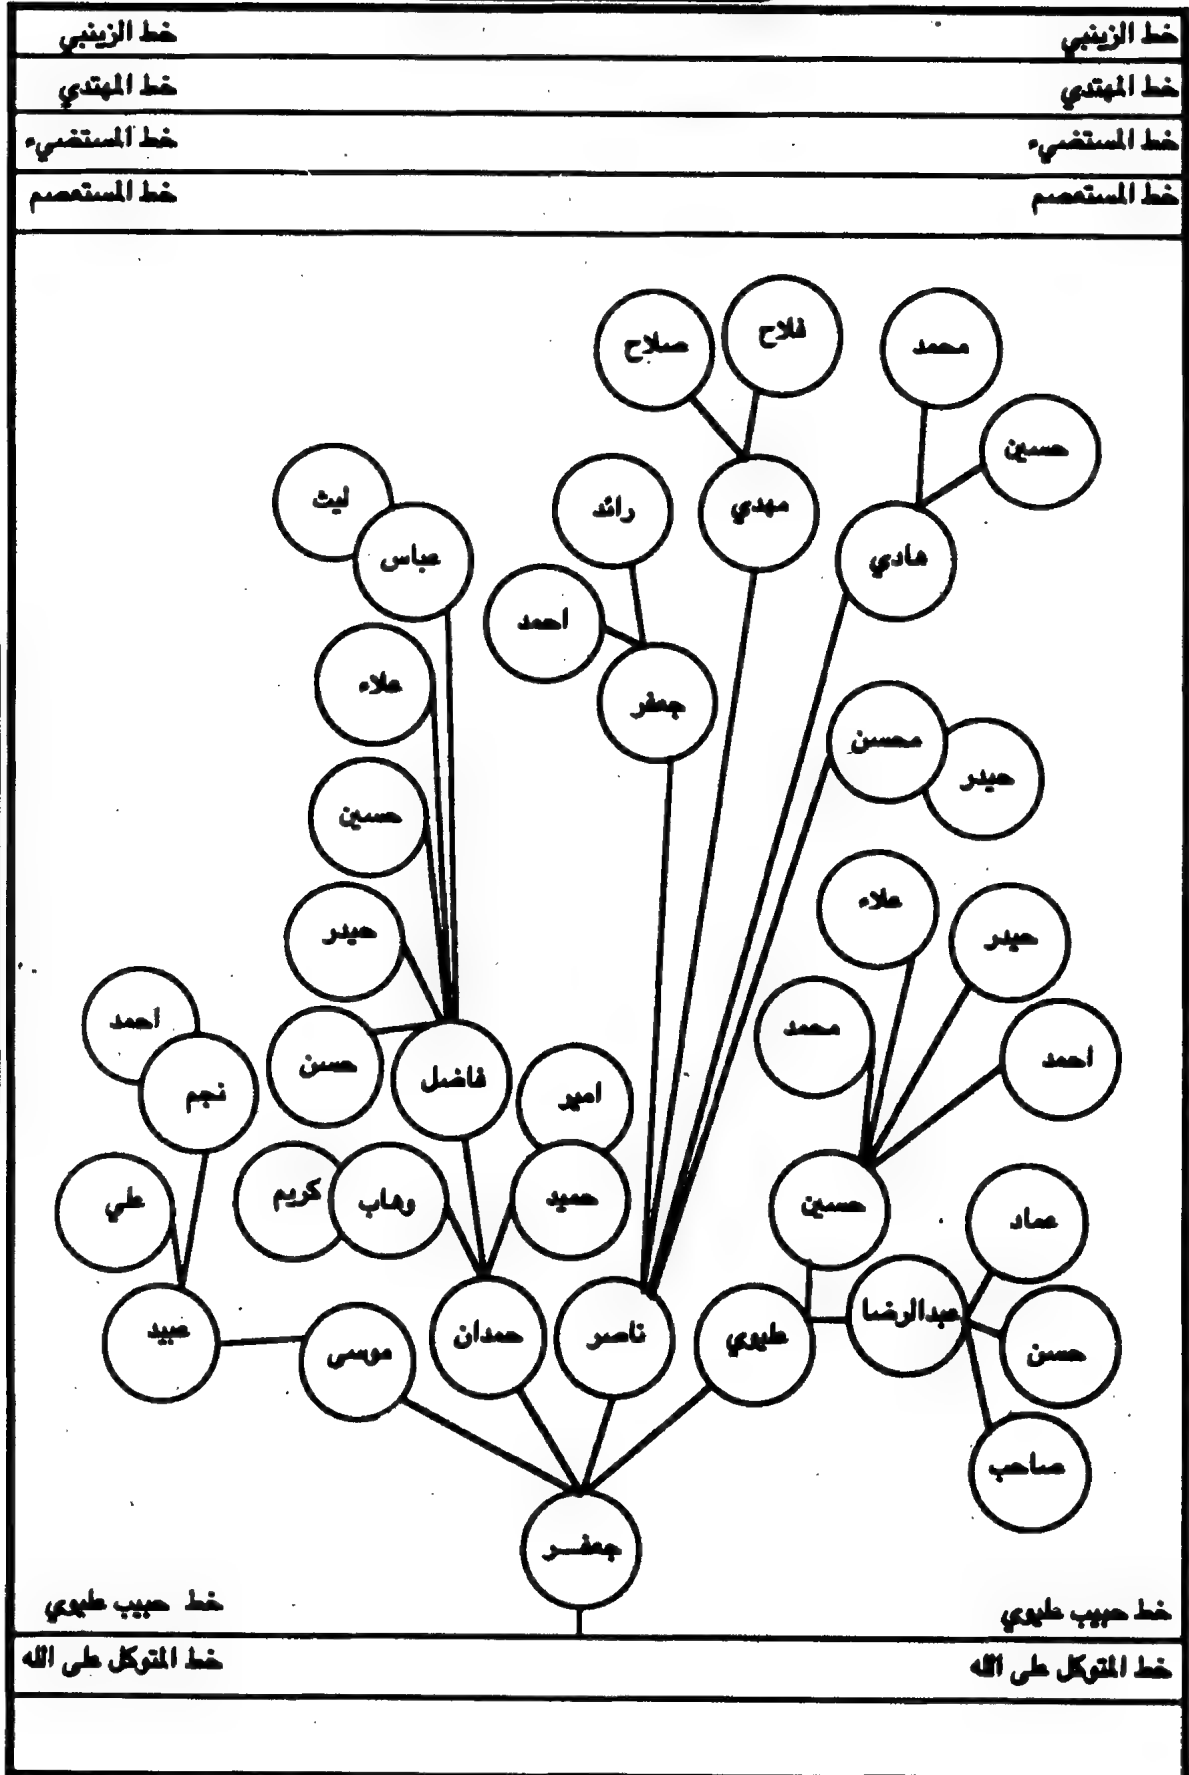 خط الزينبي
خط الزينبي
خط المهتدي
خط المهتدي
خط المستضيء
خط المستضيء
خط المستعصم
خط المستعصم
محمد
فلاح
صلاح
حسين
هادي
مهدي
رائد
احمد
جعفر
ليث
عباس
علاء
حسين
حيدر
حسن
فاضل
محسن
حيدر
علاء
حيدر
محمد
احمد
حسين
امير
حميد
وهاب
كريم
احمد
نجم
علي
عماد
عبدالرضا
حسن
صاحب
عليوي
ناصر
حمدان
موسى
عبيد
جعفـــر
خط حبيب عليوي
خط حبيب عليوي
خط المتوكل على الله
خط المتوكل على الله